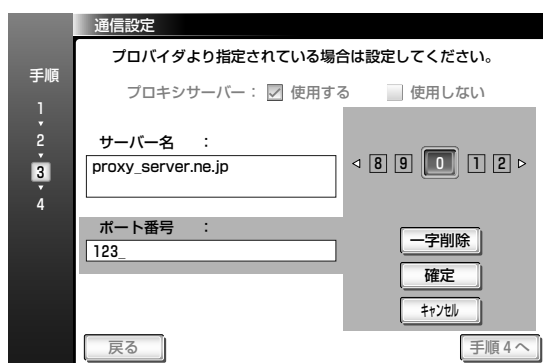 通信設定
プロバイダより指定されている場合は設定してください。
手順
1
2
3
4
プロキシサーバー： 使用する 使用しない
サーバー名 :
proxy_server.ne.jp
8 9 0 1 2
ポート番号 :
123_
一字削除
確定
ｷｬﾝｾﾙ
戻る
手順4へ